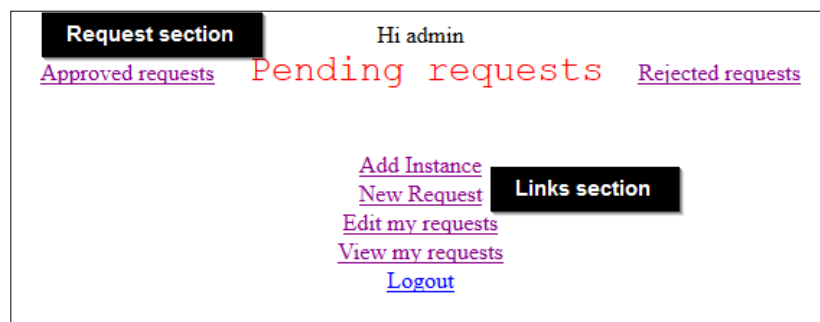 Request section
Hi admin
Approved requests Pending requests Rejected requests
Add Instance
New Request
Links section
Edit my requests
View my requests
Logout